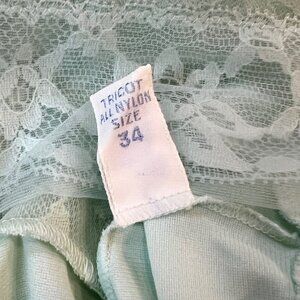 TRICOT
ALL NYLON
SIZE
34